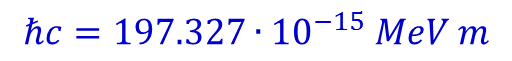 ħc = 197.327 · 10⁻¹⁵ MeV m